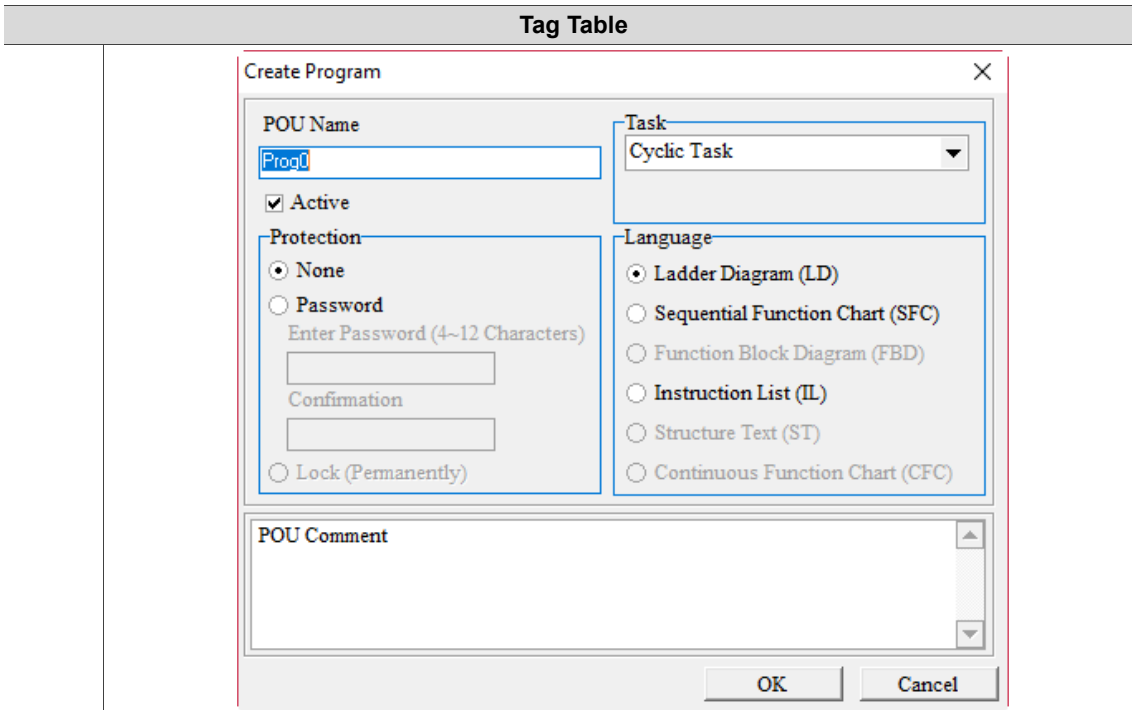 Tag Table
Create Program
POU Name
Prog0
Active
Task
Cyclic Task
Protection
None
Password
Enter Password (4~12 Characters)
Confirmation
Lock (Permanently)
Language
Ladder Diagram (LD)
Sequential Function Chart (SFC)
Function Block Diagram (FBD)
Instruction List (IL)
Structure Text (ST)
Continuous Function Chart (CFC)
POU Comment
OK
Cancel